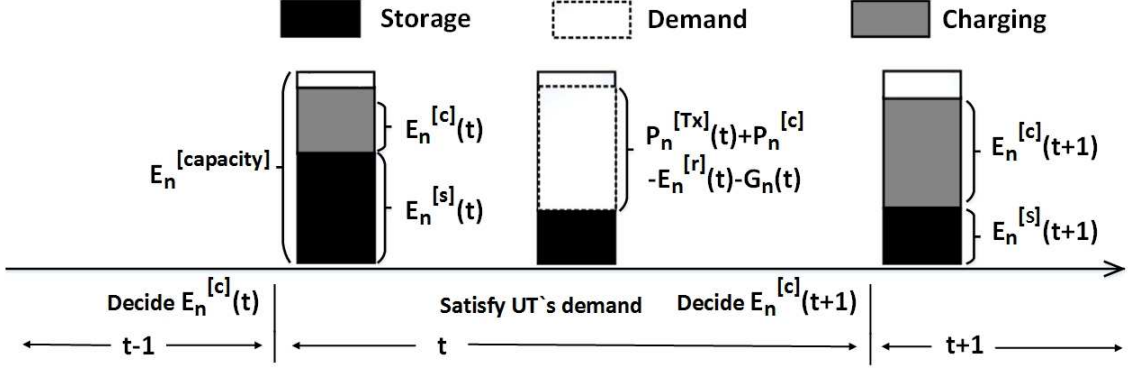 Storage Demand Charging
E_n^[capacity]
E_n^[c](t)
E_n^[s](t)
P_n^[Tx](t)+P_n^[c]
-E_n^[r](t)-G_n(t)
E_n^[c](t+1)
E_n^[s](t+1)
Decide E_n^[c](t) Satisfy UT`s demand Decide E_n^[c](t+1)
t-1 t t+1